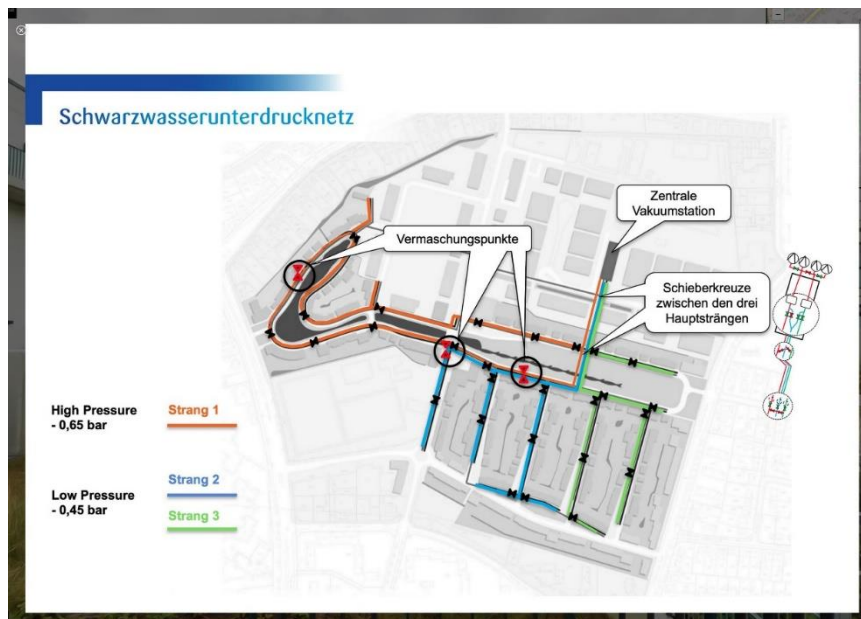 Schwarzwasserunterdrucknetz
Zentrale
Vakuumstation
Vermaschungspunkte
Schieberkreuze
zwischen den drei
Hauptsträngen
High Pressure
- 0,65 bar
Strang 1
Low Pressure
- 0,45 bar
Strang 2
Strang 3